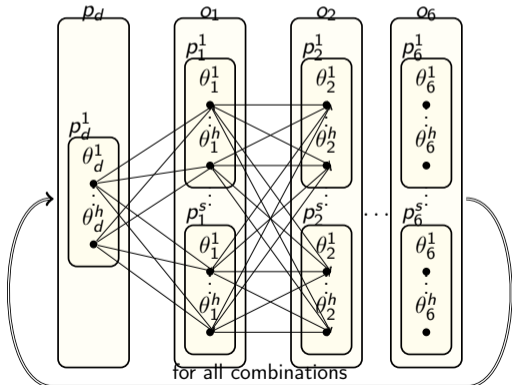 p_d o_1 o_2 o_6
p_1^1 p_2^1 p_6^1
θ_1^1 θ_2^1 θ_6^1
p_d^1
θ_1^h θ_2^h θ_6^h
θ_d^1
θ_d^h
p_1^s p_2^s ... p_6^s
θ_1^1 θ_2^1 θ_6^1
θ_1^h θ_2^h θ_6^h
for all combinations